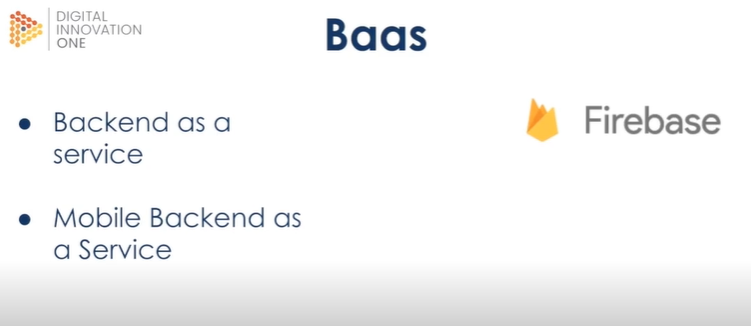 DIGITAL
INNOVATION
ONE
Baas
Backend as a
service
Firebase
Mobile Backend as
a Service